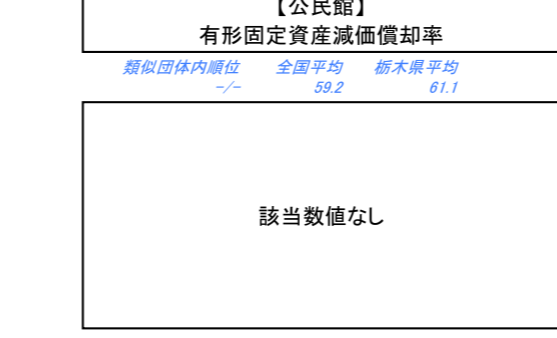 【公民館】
有形固定資産減価償却率
類似団体内順位 全国平均 栃木県平均
-/- 59.2 61.1
該当数値なし